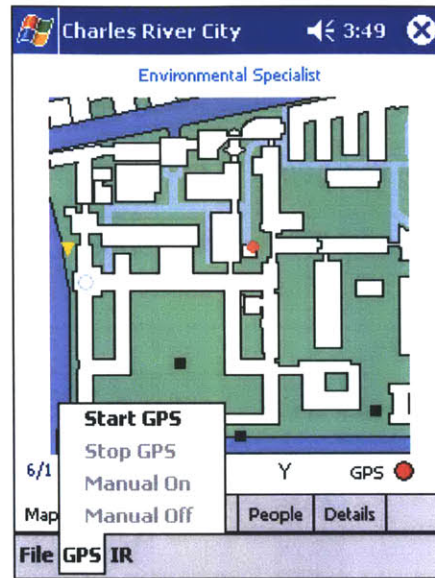 Charles River City 3:49
Environmental Specialist
Start GPS
Stop GPS
Manual On
Manual Off
6/1 Y GPS
Map People Details
File GPS IR